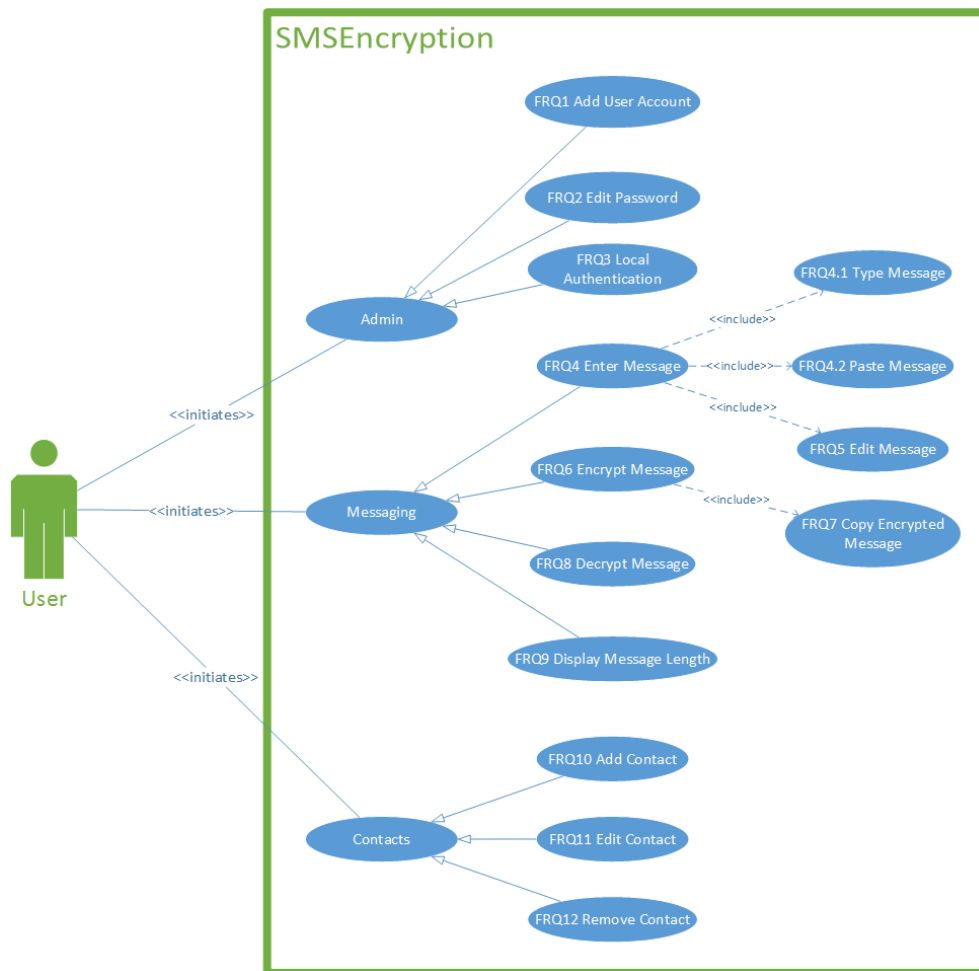 SMSEncryption
FRQ1 Add User Account
FRQ2 Edit Password
FRQ3 Local
Authentication
FRQ4.1 Type Message
Admin
<<include>>
FRQ4 Enter Message
<<include>>
FRQ4.2 Paste Message
<<initiates>>
<<include>>
FRQ5 Edit Message
FRQ6 Encrypt Message
<<include>>
<<initiates>>
Messaging
FRQ7 Copy Encrypted
Message
FRQ8 Decrypt Message
User
FRQ9 Display Message Length
<<initiates>>
FRQ10 Add Contact
Contacts
FRQ11 Edit Contact
FRQ12 Remove Contact